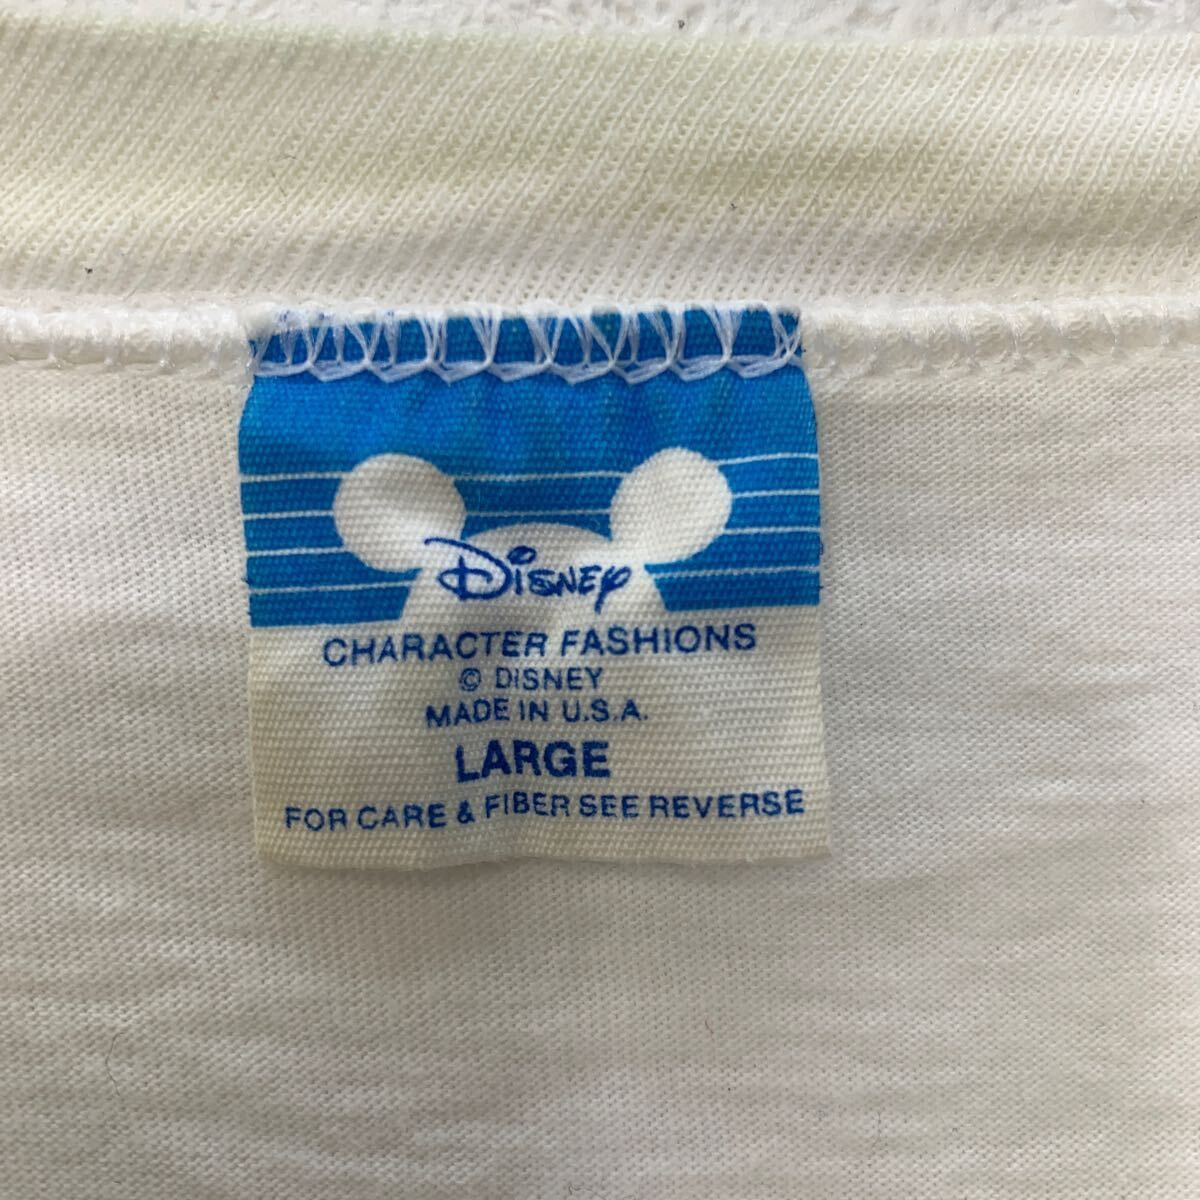 Disney
CHARACTER FASHIONS
© DISNEY
MADE IN U.S.A.
LARGE
FOR CARE & FIBER SEE REVERSE